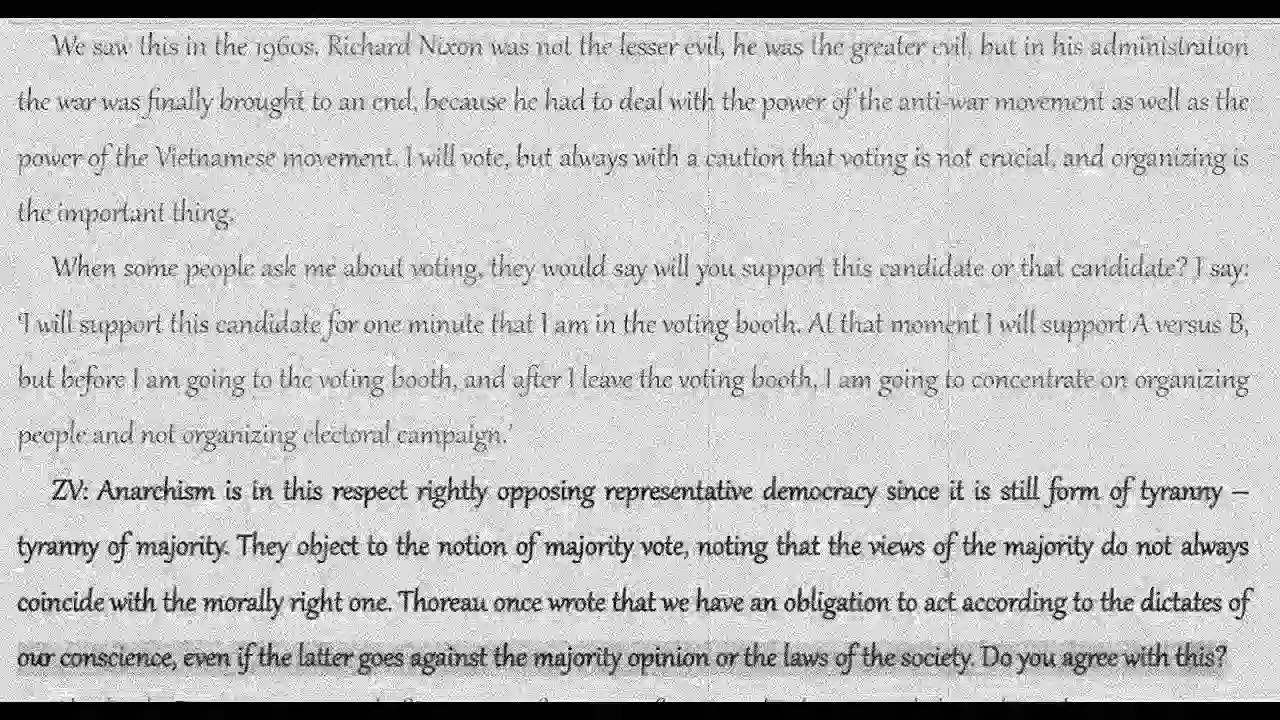 We saw this in the 1960s. Richard Nixon was not the lesser evil, he was the greater evil, but in his administration
the war was finally brought to an end, because he had to deal with the power of the anti-war movement as well as the
power of the Vietnamese movement. I will vote, but always with a caution that voting is not crucial, and organizing is
the important thing.
When some people ask me about voting, they would say will you support this candidate or that candidate? I say:
‘I will support this candidate for one minute that I am in the voting booth. At that moment I will support A versus B,
but before I am going to the voting booth, and after I leave the voting booth, I am going to concentrate on organizing
people and not organizing electoral campaign.’
ZV: Anarchism is in this respect rightly opposing representative democracy since it is still form of tyranny –
tyranny of majority. They object to the notion of majority vote, noting that the views of the majority do not always
coincide with the morally right one. Thoreau once wrote that we have an obligation to act according to the dictates of
our conscience, even if the latter goes against the majority opinion or the laws of the society. Do you agree with this?